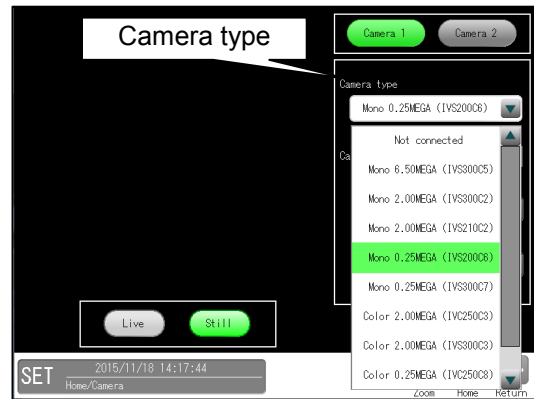 Camera type
Camera 1
Camera 2
Camera type
Mono 0.25MEGA (IVS200C6)
Not connected
Ca
Mono 6.50MEGA (IVS300C5)
Mono 2.00MEGA (IVS300C2)
Mono 2.00MEGA (IVS210C2)
Mono 0.25MEGA (IVS200C6)
Mono 0.25MEGA (IVS300C7)
Color 2.00MEGA (IVC250C3)
Live
Still
Color 2.00MEGA (IVS300C3)
Color 0.25MEGA (IVC250C8)
SET
2015/11/18 14:17:44
Home/Camera
Zoom
Home
Return